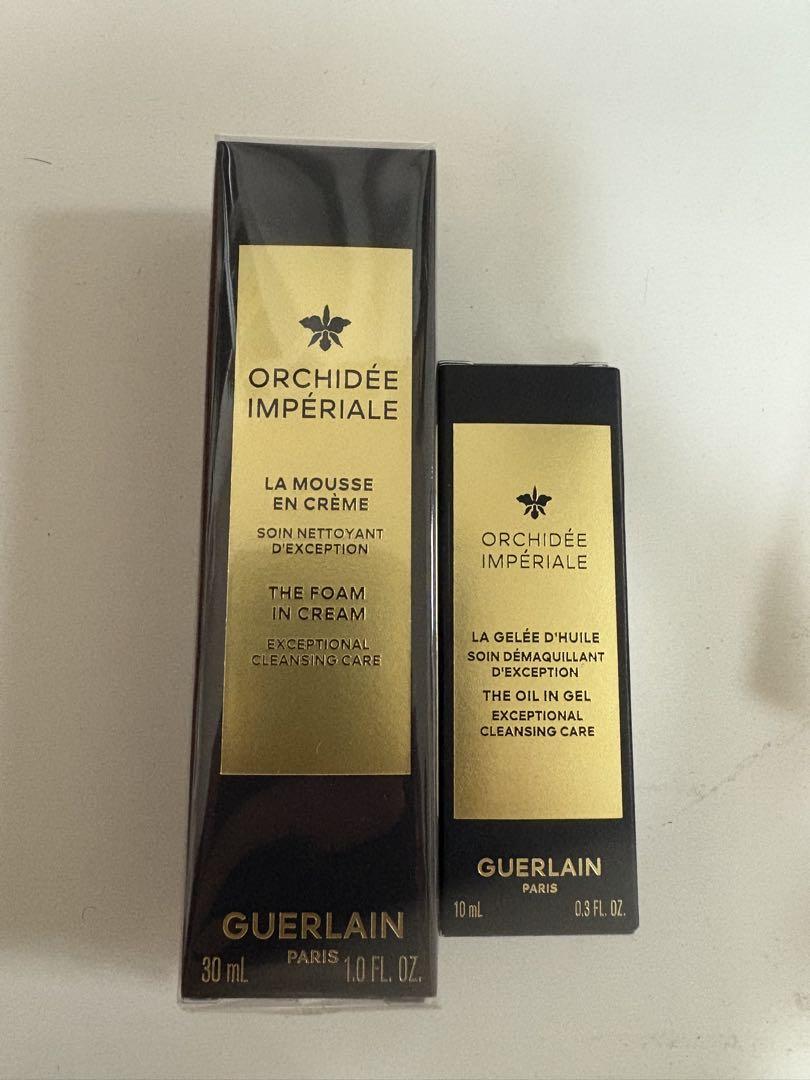 ORCHIDÉE
IMPÉRIALE
LA MOUSSE
EN CRÈME
SOIN NETTOYANT
D'EXCEPTION
THE FOAM
IN CREAM
EXCEPTIONAL
CLEANSING CARE
GUERLAIN
PARIS
30 mL 1.0 FL. OZ.
ORCHIDÉE
IMPÉRIALE
LA GELÉE D'HUILE
SOIN DÉMAQUILLANT
D'EXCEPTION
THE OIL IN GEL
EXCEPTIONAL
CLEANSING CARE
GUERLAIN
PARIS
10 mL 0.3 FL. OZ.